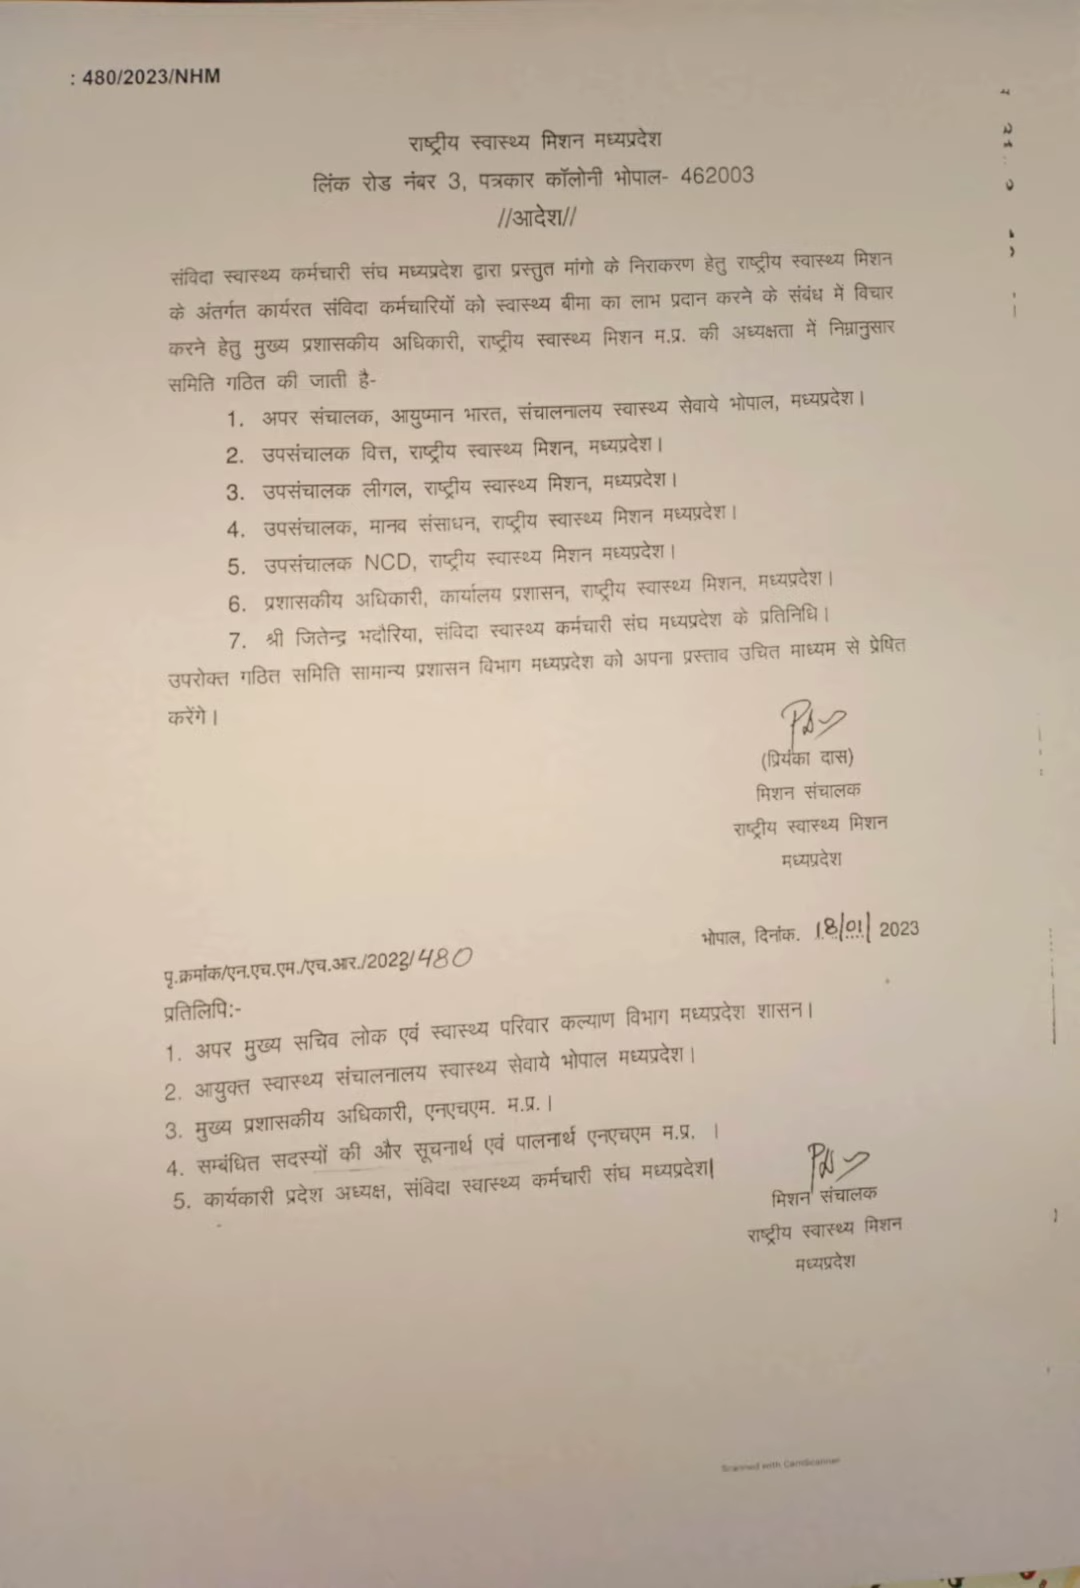 : 480/2023/NHM
राष्ट्रीय स्वास्थ्य मिशन मध्यप्रदेश
लिंक रोड नंबर 3, पत्रकार कॉलोनी भोपाल- 462003
//आदेश//
संविदा स्वास्थ्य कर्मचारी संघ मध्यप्रदेश द्वारा प्रस्तुत मांगो के निराकरण हेतु राष्ट्रीय स्वास्थ्य मिशन
के अंतर्गत कार्यरत संविदा कर्मचारियों को स्वास्थ्य बीमा का लाभ प्रदान करने के संबंध में विचार
करने हेतु मुख्य प्रशासकीय अधिकारी, राष्ट्रीय स्वास्थ्य मिशन म.प्र. की अध्यक्षता में निम्नानुसार
समिति गठित की जाती है-
1. अपर संचालक, आयुष्मान भारत, संचालनालय स्वास्थ्य सेवाये भोपाल, मध्यप्रदेश।
2. उपसंचालक वित्त, राष्ट्रीय स्वास्थ्य मिशन, मध्यप्रदेश।
3. उपसंचालक लीगल, राष्ट्रीय स्वास्थ्य मिशन, मध्यप्रदेश।
4. उपसंचालक, मानव संसाधन, राष्ट्रीय स्वास्थ्य मिशन मध्यप्रदेश।
5. उपसंचालक NCD, राष्ट्रीय स्वास्थ्य मिशन मध्यप्रदेश।
6. प्रशासकीय अधिकारी, कार्यालय प्रशासन, राष्ट्रीय स्वास्थ्य मिशन, मध्यप्रदेश।
7. श्री जितेन्द्र भदौरिया, संविदा स्वास्थ्य कर्मचारी संघ मध्यप्रदेश के प्रतिनिधि।
उपरोक्त गठित समिति सामान्य प्रशासन विभाग मध्यप्रदेश को अपना प्रस्ताव उचित माध्यम से प्रेषित
करेंगे।
(प्रियंका दास)
मिशन संचालक
राष्ट्रीय स्वास्थ्य मिशन
मध्यप्रदेश
भोपाल, दिनांक. 18/01/ 2023
पृ.क्रमांक/एन.एच.एम./एच.आर./2023/480
प्रतिलिपि:-
1. अपर मुख्य सचिव लोक एवं स्वास्थ्य परिवार कल्याण विभाग मध्यप्रदेश शासन।
2. आयुक्त स्वास्थ्य संचालनालय स्वास्थ्य सेवाये भोपाल मध्यप्रदेश।
3. मुख्य प्रशासकीय अधिकारी, एनएचएम. म.प्र.।
4. सम्बंधित सदस्यों की और सूचनार्थ एवं पालनार्थ एनएचएम म.प्र. ।
5. कार्यकारी प्रदेश अध्यक्ष, संविदा स्वास्थ्य कर्मचारी संघ मध्यप्रदेश|
मिशन संचालक
राष्ट्रीय स्वास्थ्य मिशन
मध्यप्रदेश
Scanned with CamScanner